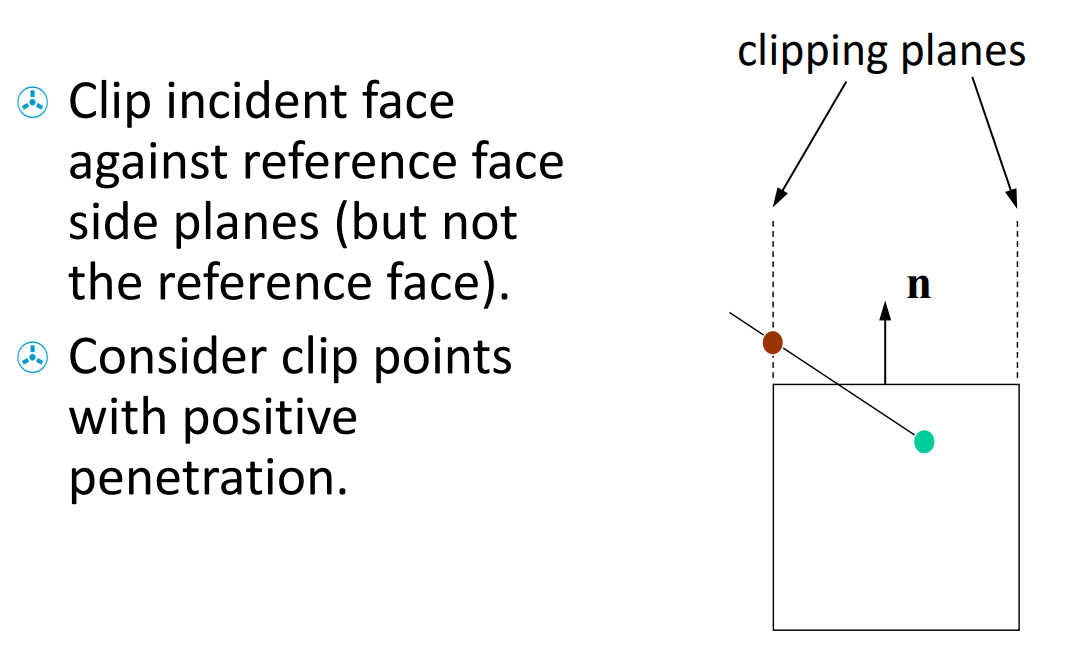 clipping planes
Clip incident face
against reference face
side planes (but not
the reference face).
n
Consider clip points
with positive
penetration.